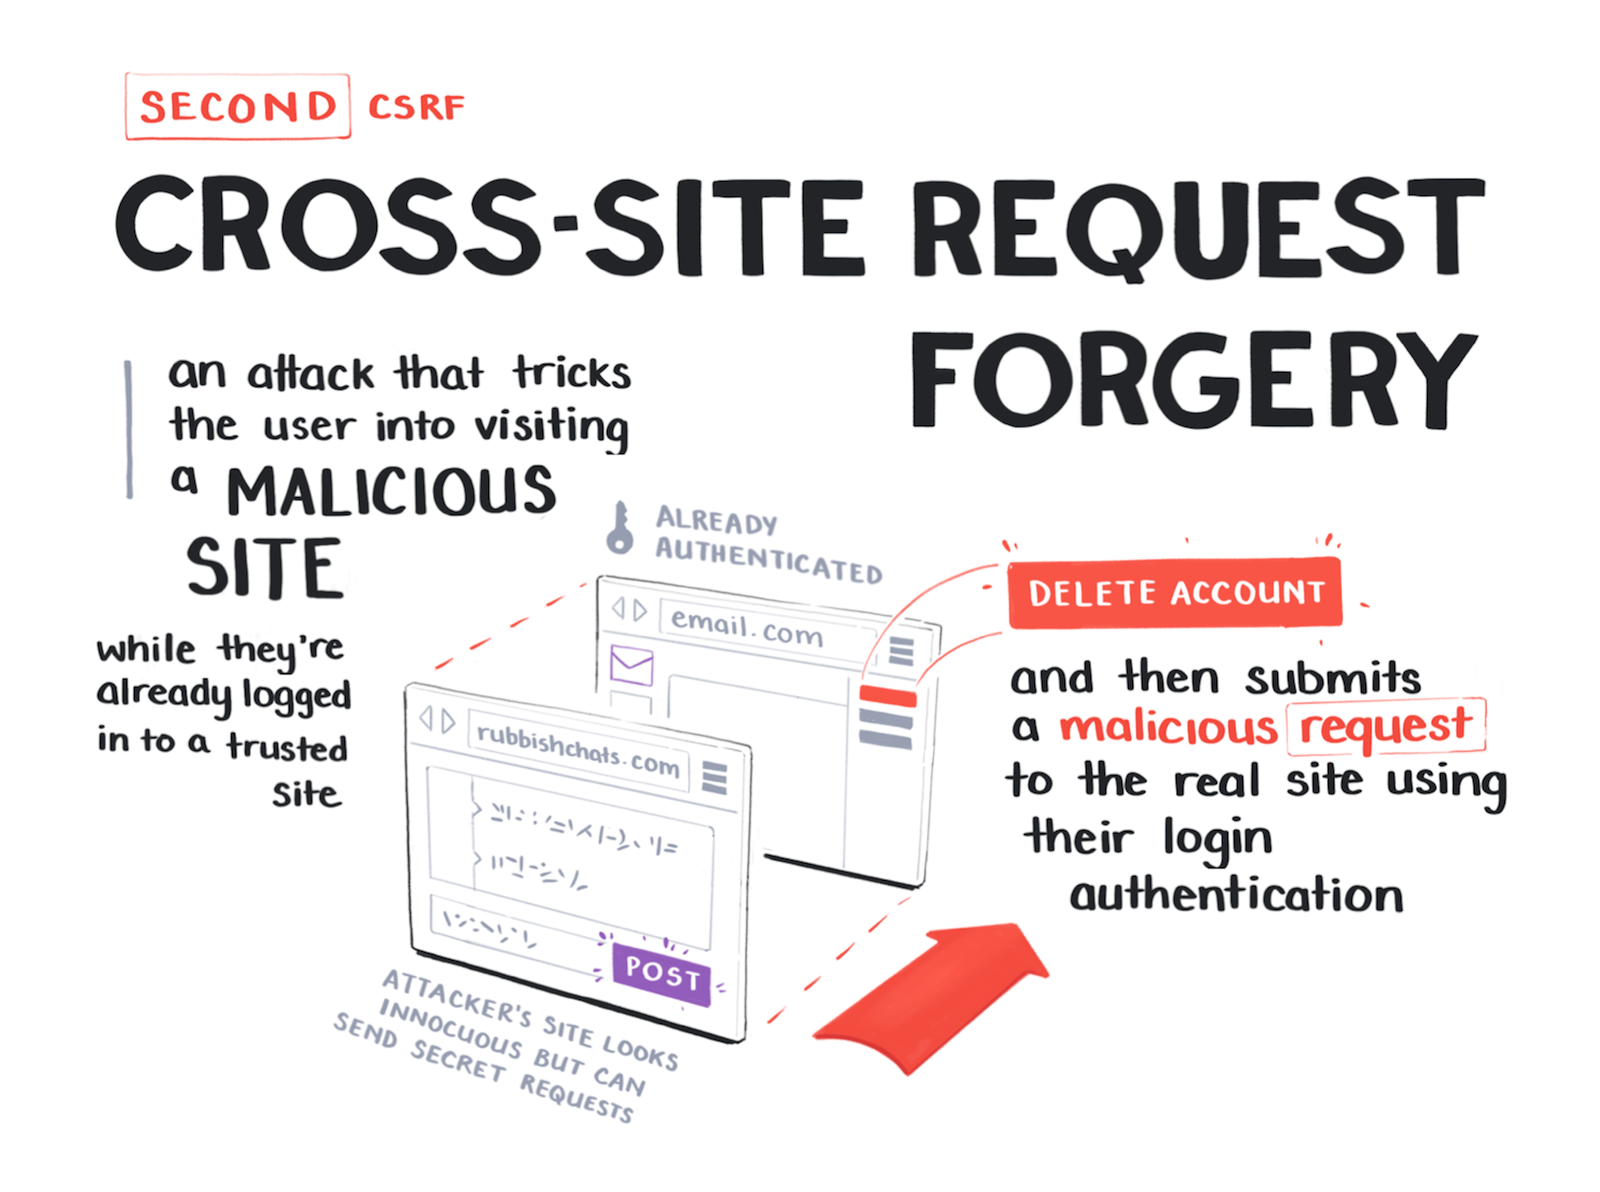 SECOND CSRF
CROSS-SITE REQUEST
FORGERY
an attack that tricks
the user into visiting
a MALICIOUS
SITE
while they're
already logged
in to a trusted
site
ALREADY
AUTHENTICATED
email.com
rubbishchats.com
POST
ATTACKER'S SITE LOOKS
INNOCUOUS BUT CAN
SEND SECRET REQUESTS
DELETE ACCOUNT
and then submits
a malicious request
to the real site using
their login
authentication